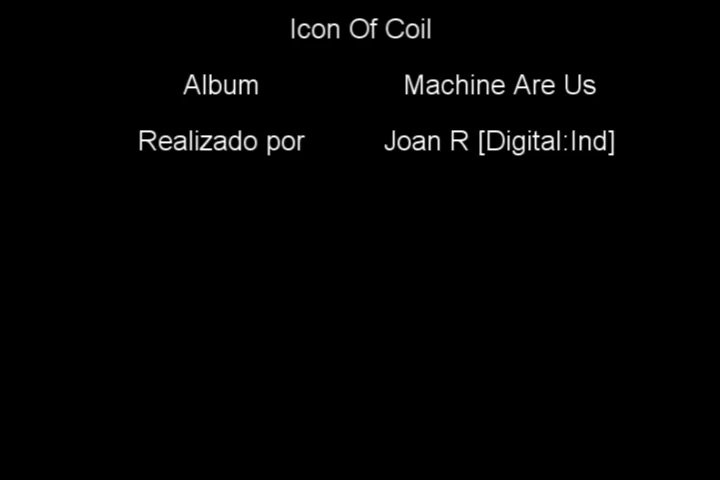 Icon Of Coil
Album Machine Are Us
Realizado por Joan R [Digital:Ind]